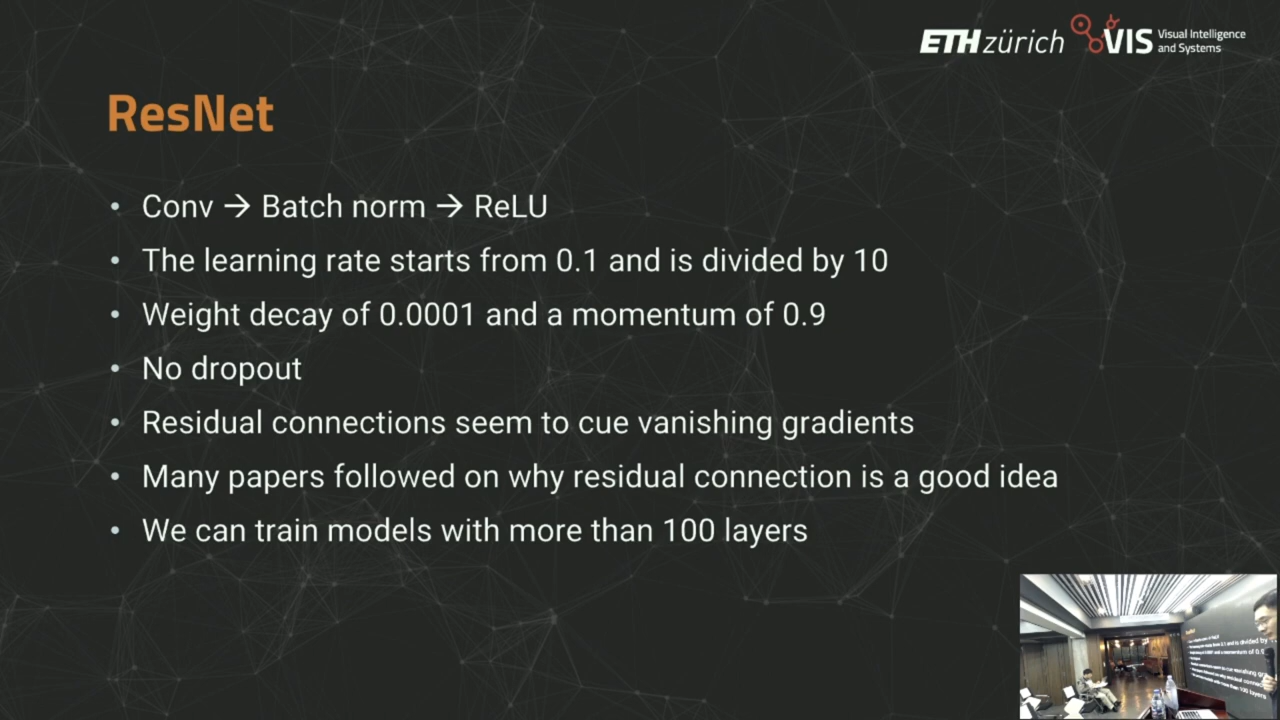 ETH zürich
VIS Visual Intelligence and Systems
ResNet
• Conv → Batch norm → ReLU
• The learning rate starts from 0.1 and is divided by 10
• Weight decay of 0.0001 and a momentum of 0.9
• No dropout
• Residual connections seem to cue vanishing gradients
• Many papers followed on why residual connection is a good idea
• We can train models with more than 100 layers